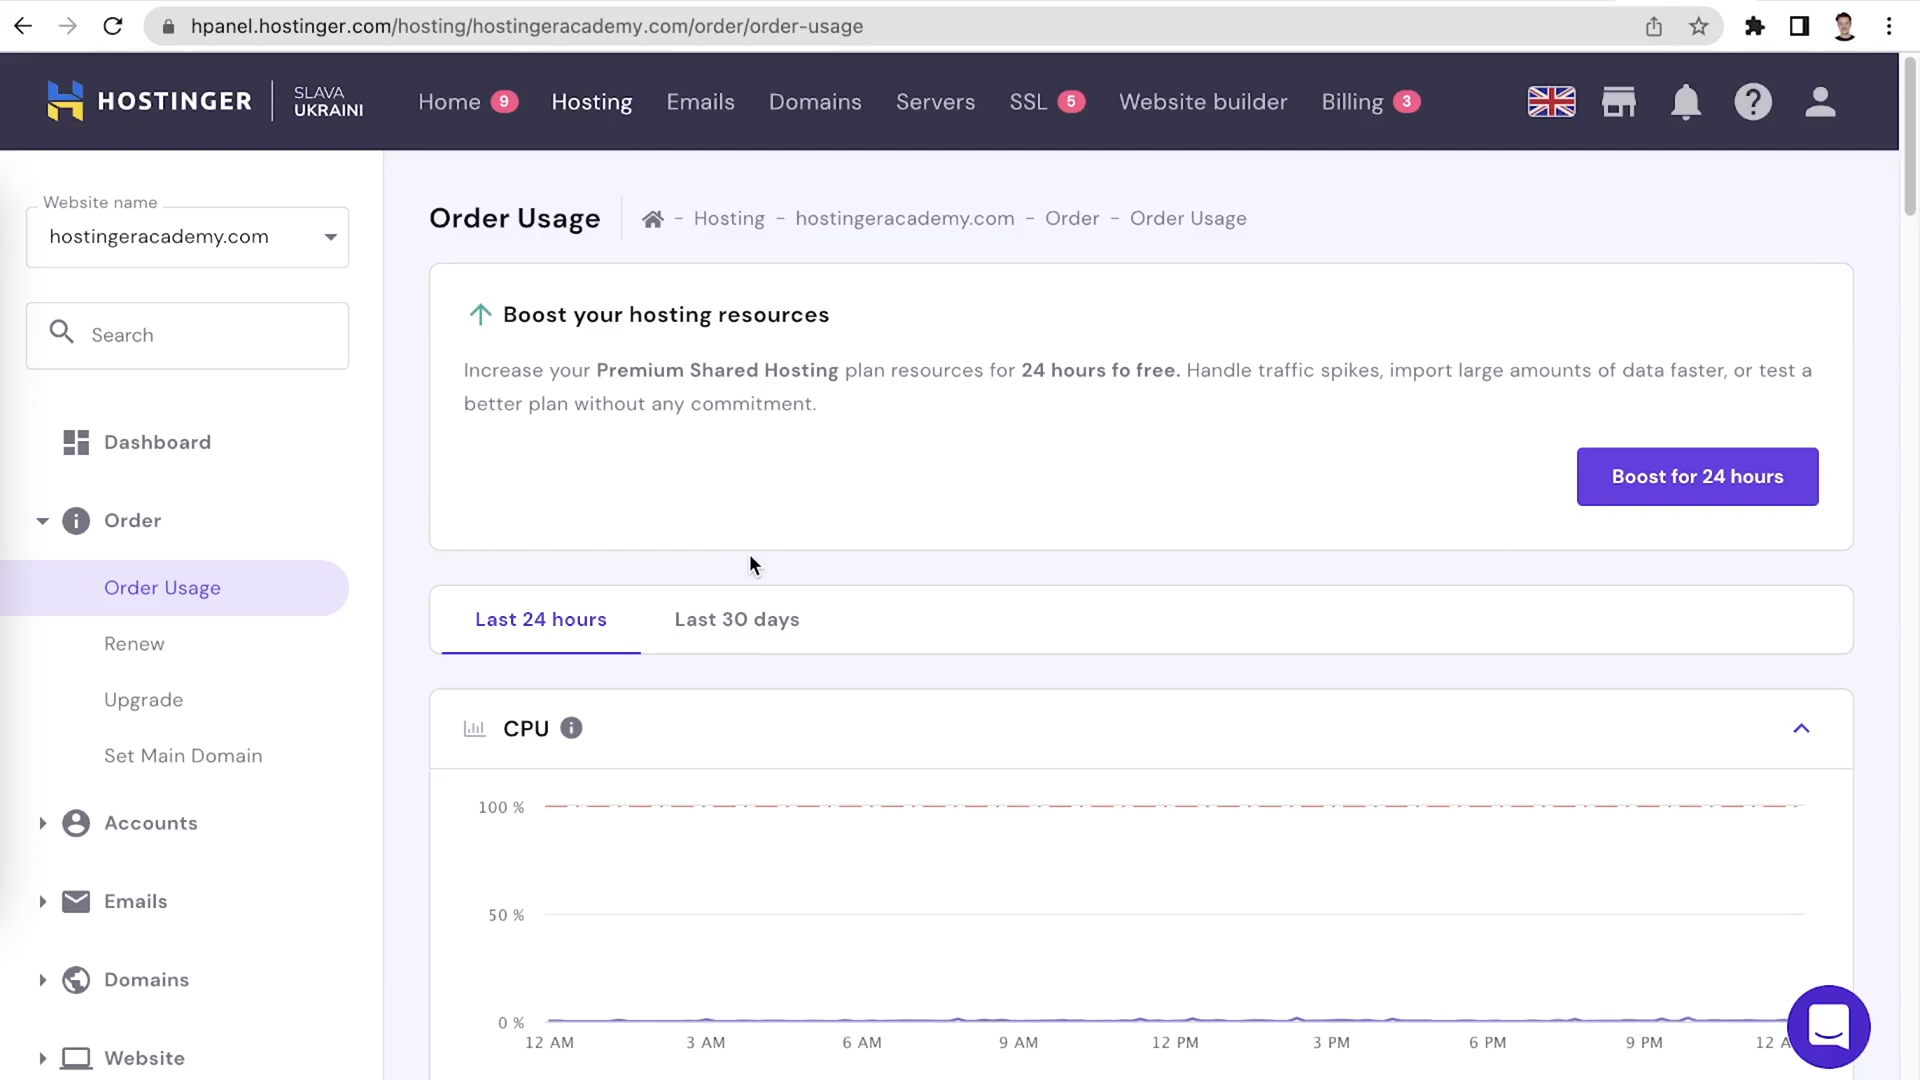 hpanel.hostinger.com/hosting/hostingeracademy.com/order/order-usage
HOSTINGER
SLAVA
UKRAINI
Home 9 Hosting Emails Domains Servers SSL 5 Website builder Billing 3
Website name
hostingeracademy.com
Search
Dashboard
Order
Order Usage
Renew
Upgrade
Set Main Domain
Accounts
Emails
Domains
Website
Order Usage
- Hosting - hostingeracademy.com - Order - Order Usage
Boost your hosting resources
Increase your Premium Shared Hosting plan resources for 24 hours fo free. Handle traffic spikes, import large amounts of data faster, or test a
better plan without any commitment.
Boost for 24 hours
Last 24 hours Last 30 days
CPU
100 %
50 %
0 %
12 AM 3 AM 6 AM 9 AM 12 PM 3 PM 6 PM 9 PM 12 A